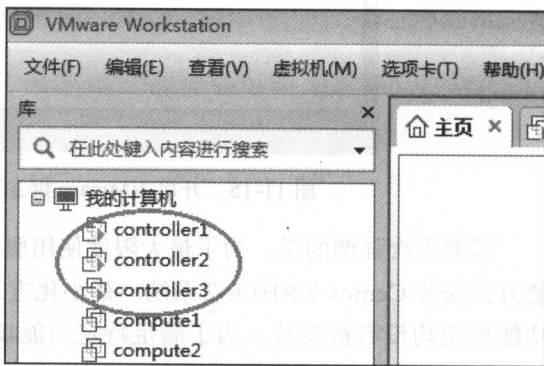 VMware Workstation
文件(F) 编辑(E) 查看(V) 虚拟机(M) 选项卡(T) 帮助(H)
库 ×
主页 ×
在此处键入内容进行搜索
我的计算机
controller1
controller2
controller3
compute1
compute2